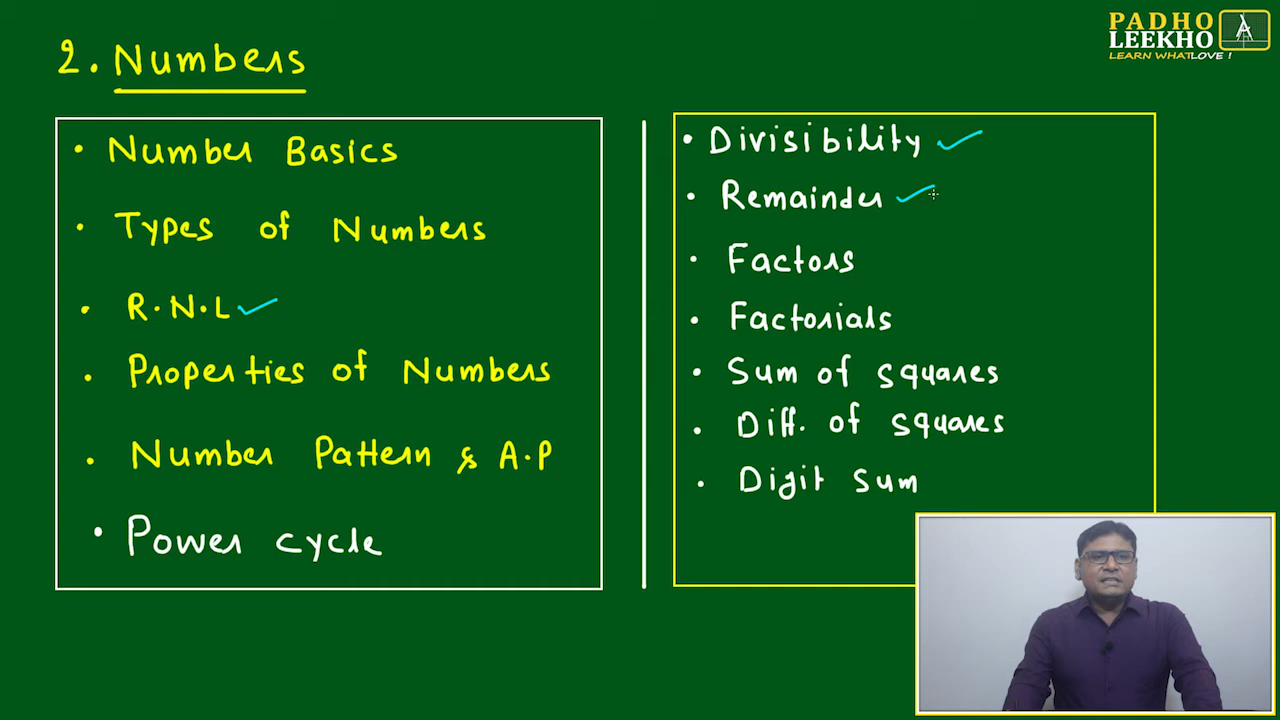 PADHO
LEEKHO
LEARN WHAT LOVE !
2. Numbers
• Number Basics
• Types of Numbers
• R.N.L ✓
• Properties of Numbers
• Number Pattern & A.P
• Power cycle
• Divisibility ✓
• Remainder ✓
• Factors
• Factorials
• Sum of squares
• Diff. of squares
• Digit sum